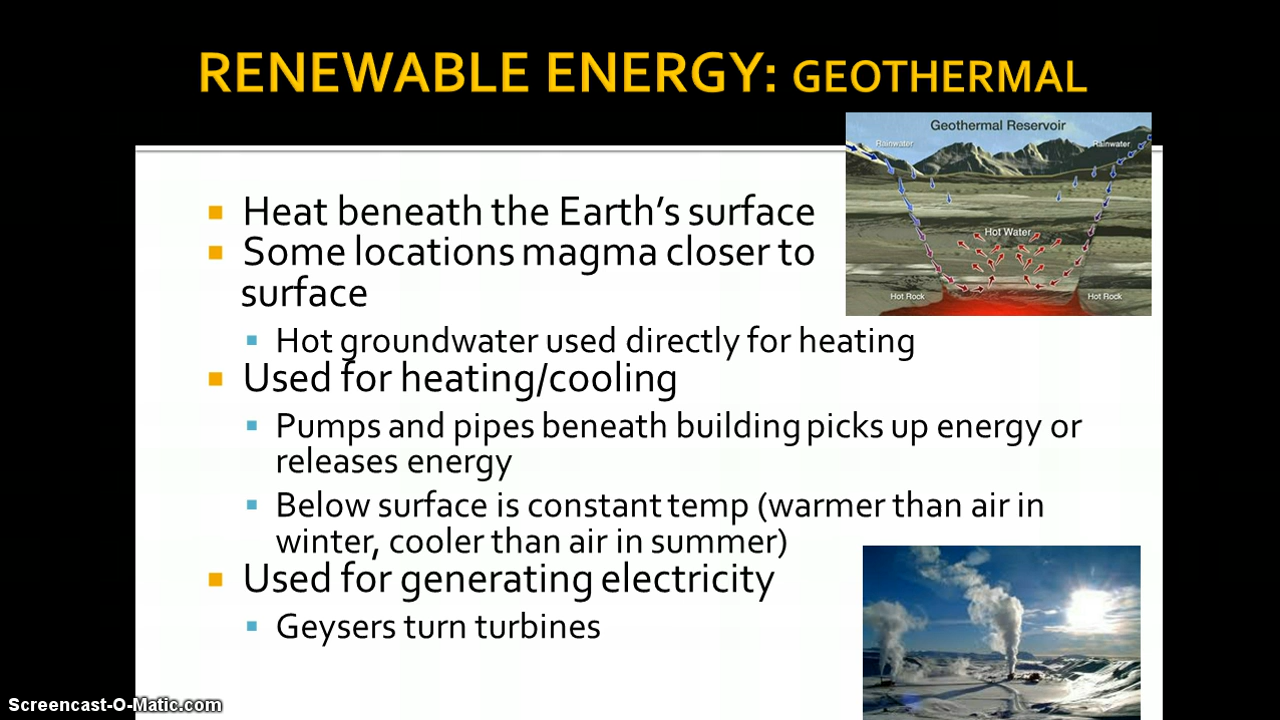 RENEWABLE ENERGY: GEOTHERMAL
Geothermal Reservoir
Rainwater
Rainwater
Hot Water
Hot Rock
Hot Rock
Heat beneath the Earth's surface
Some locations magma closer to
surface
Hot groundwater used directly for heating
Used for heating/cooling
Pumps and pipes beneath building picks up energy or
releases energy
Below surface is constant temp (warmer than air in
winter, cooler than air in summer)
Used for generating electricity
Geysers turn turbines
Screencast-O-Matic.com